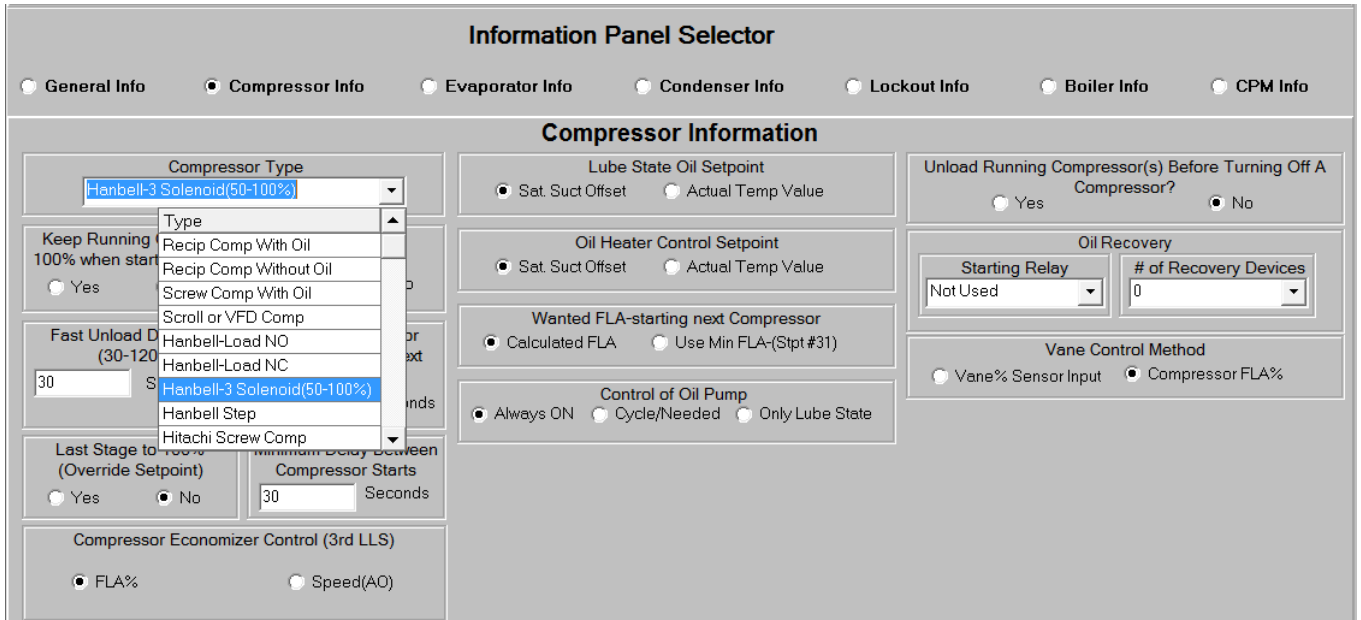 Information Panel Selector
General Info Compressor Info Evaporator Info Condenser Info Lockout Info Boiler Info CPM Info
Compressor Information
Compressor Type
Hanbell-3 Solenoid(50-100%)
Type
Recip Comp With Oil
Recip Comp Without Oil
Screw Comp With Oil
Scroll or VFD Comp
Hanbell-Load NO
Hanbell-Load NC
Hanbell-3 Solenoid(50-100%)
Hanbell Step
Hitachi Screw Comp
Keep Running
100% when start
Yes
Fast Unload D
(30-120
30
Last Stage to 100%
(Override Setpoint)
Yes No
Minimum Delay Between
Compressor Starts
30 Seconds
Compressor Economizer Control (3rd LLS)
FLA% Speed(AO)
Lube State Oil Setpoint
Sat. Suct Offset Actual Temp Value
Oil Heater Control Setpoint
Sat. Suct Offset Actual Temp Value
Wanted FLA-starting next Compressor
Calculated FLA Use Min FLA-(Stpt #31)
Control of Oil Pump
Always ON Cycle/Needed Only Lube State
Unload Running Compressor(s) Before Turning Off A
Compressor?
Yes No
Oil Recovery
Starting Relay
Not Used
# of Recovery Devices
0
Vane Control Method
Vane% Sensor Input Compressor FLA%